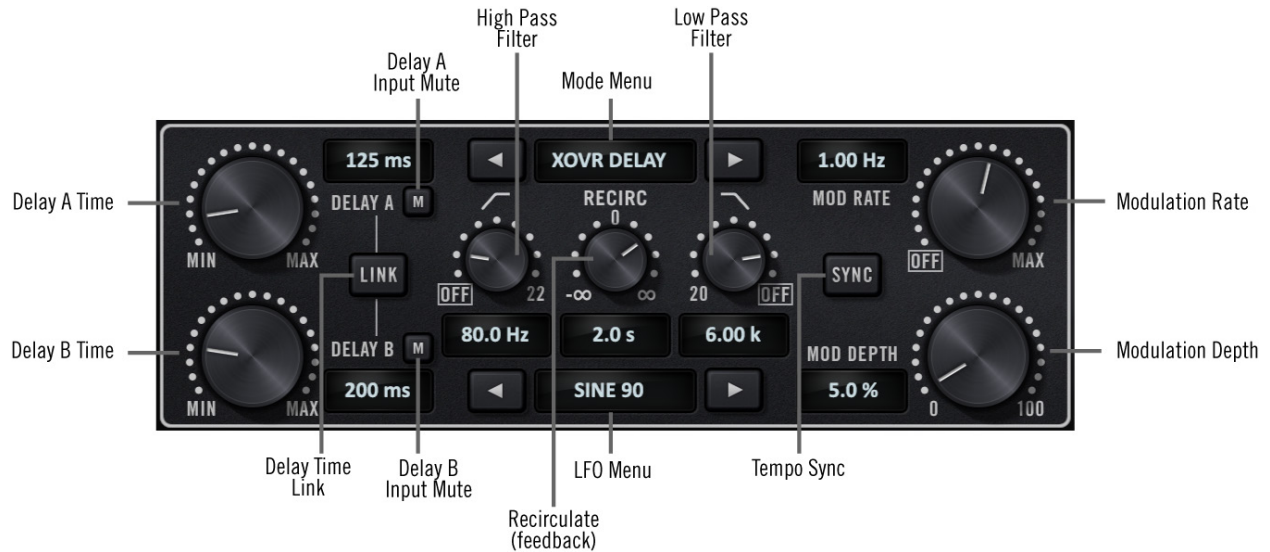 High Pass
Filter
Low Pass
Filter
Delay A
Input Mute
Mode Menu
125 ms
◄
XOVR DELAY
►
1.00 Hz
DELAY A
M
RECIRC
MOD RATE
Delay A Time
Modulation Rate
0
MIN
MAX
LINK
OFF
22
-∞
∞
20
OFF
SYNC
OFF
MAX
80.0 Hz
2.0 s
6.00 k
Delay B Time
DELAY B
M
MOD DEPTH
Modulation Depth
200 ms
◄
SINE 90
►
5.0 %
MIN
MAX
0
100
Delay Time
Link
Delay B
Input Mute
LFO Menu
Tempo Sync
Recirculate
(feedback)